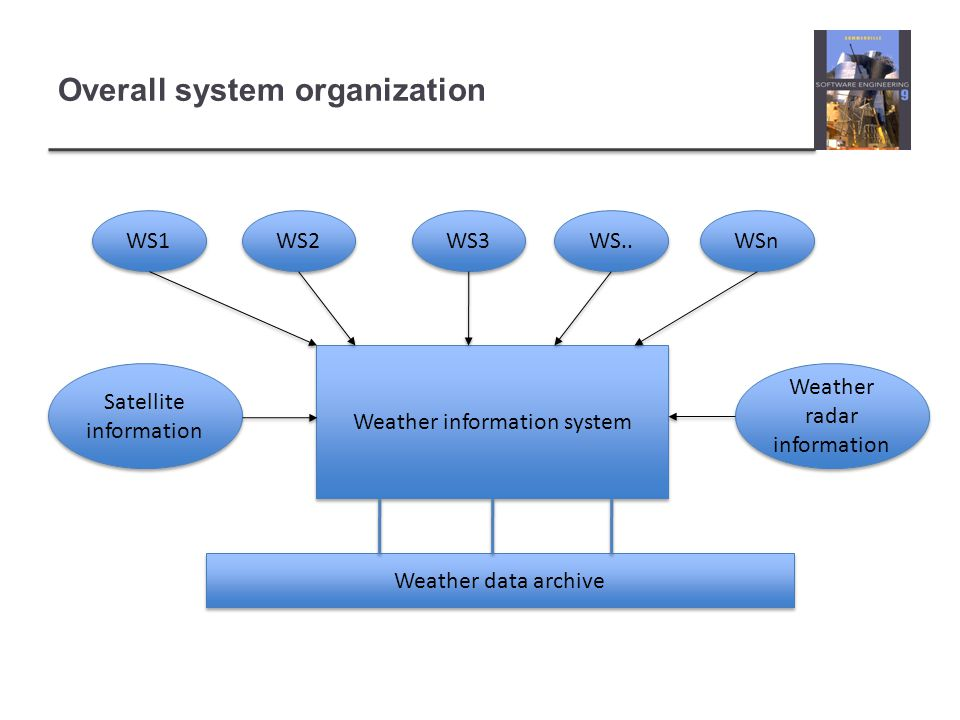 Overall system organization
SOMMERVILLE
SOFTWARE ENGINEERING
9
WS1
WS2
WS3
WS..
WSn
Satellite
information
Weather information system
Weather
radar
information
Weather data archive